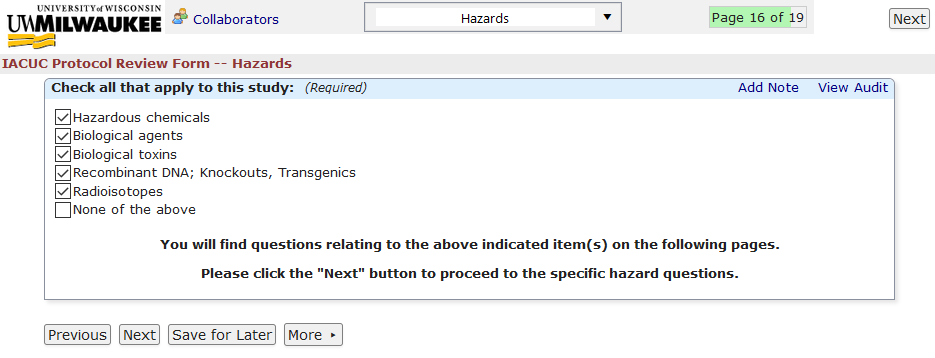 UNIVERSITY of WISCONSIN
UWMILWAUKEE
Collaborators
Hazards
Page 16 of 19
Next
IACUC Protocol Review Form -- Hazards
Check all that apply to this study: (Required)
Add Note
View Audit
Hazardous chemicals
Biological agents
Biological toxins
Recombinant DNA; Knockouts, Transgenics
Radioisotopes
None of the above
You will find questions relating to the above indicated item(s) on the following pages.
Please click the "Next" button to proceed to the specific hazard questions.
Previous
Next
Save for Later
More